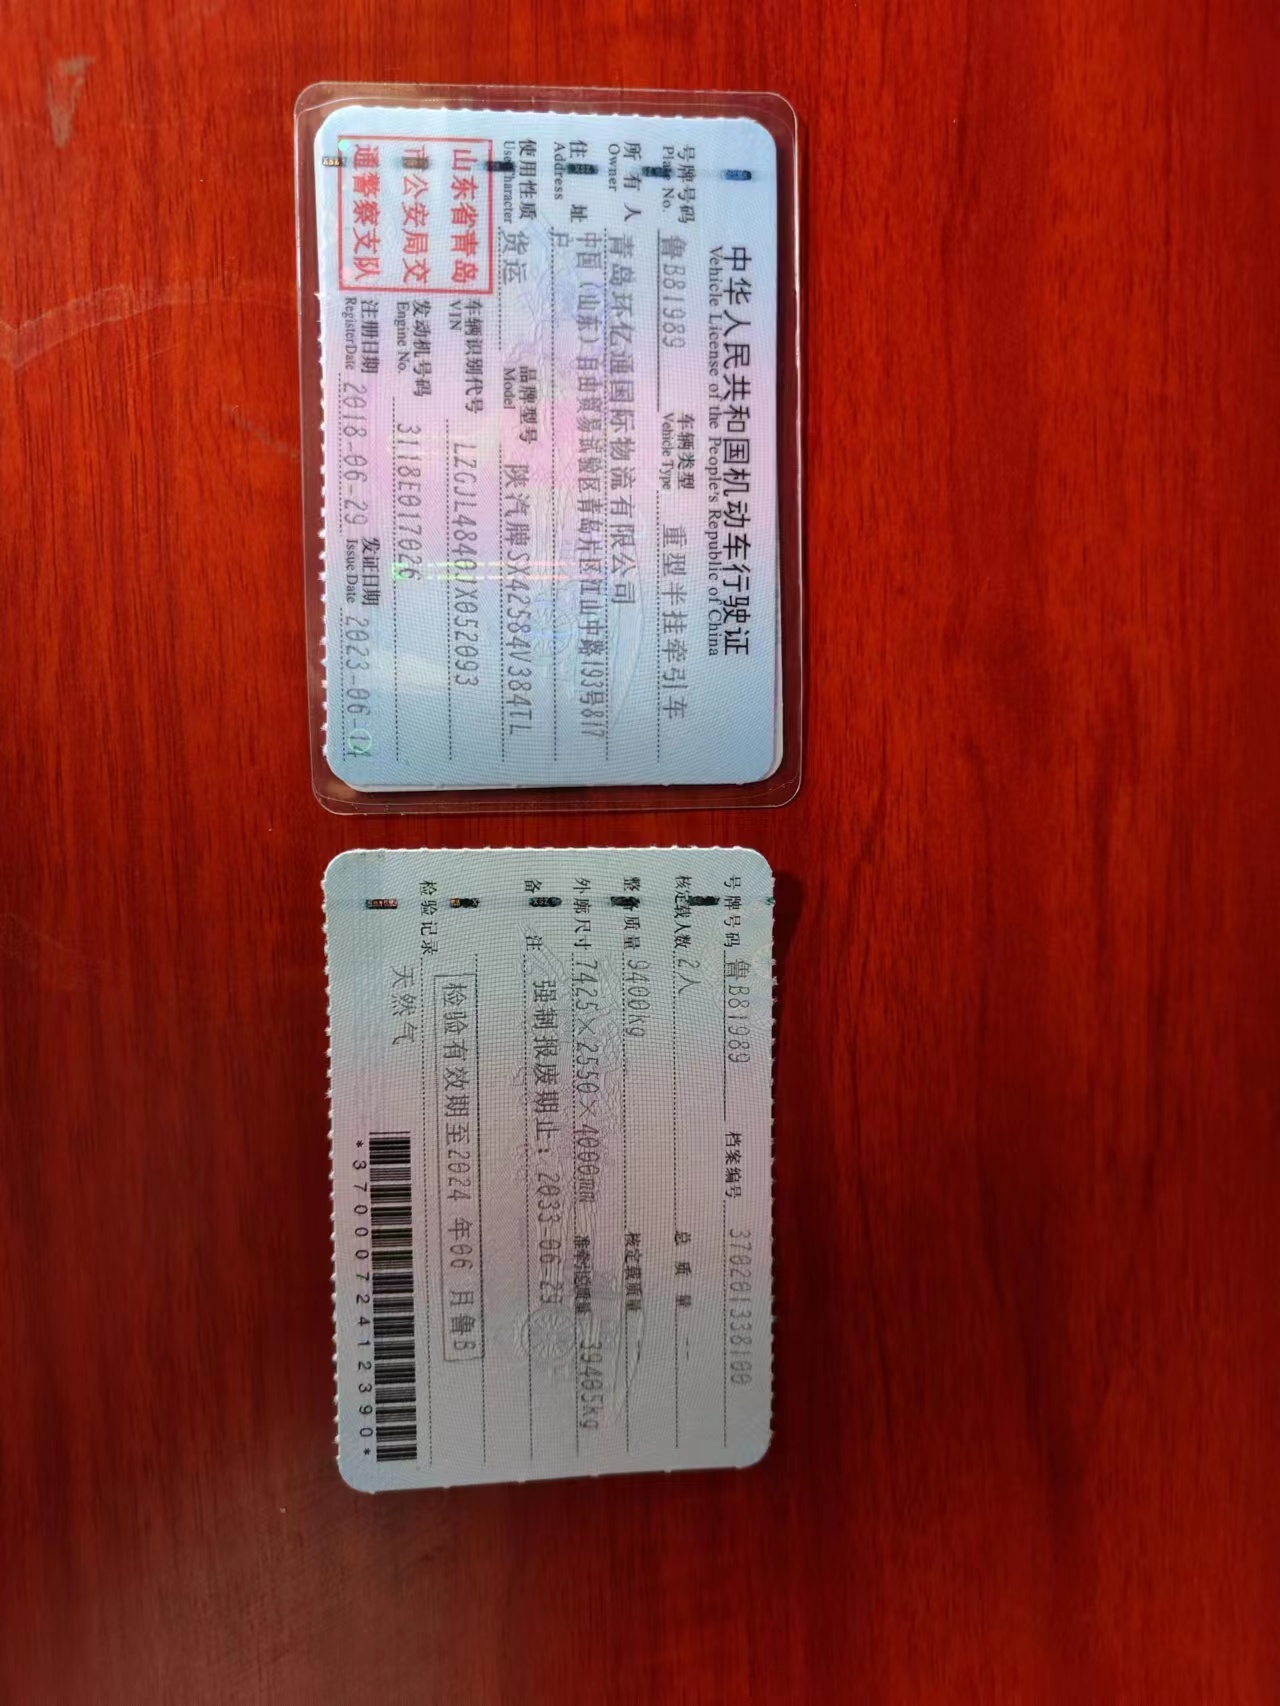 中华人民共和国机动车行驶证
Vehicle License of the People's Republic of China
号牌号码 鲁B81989 车辆类型 重型半挂牵引车
Plate No. Vehicle Type
所有人 青岛环亿通国际物流有限公司
Owner
住址 中国(山东)自由贸易试验区青岛片区江山中路193号817
Address 户
使用性质 货运 品牌型号 陕汽牌SX42584V384TL
Use Character Model
山东省青岛
市公安局交
通警察支队
车辆识别代号 LZGJL4840JX052093
VIN
发动机号码 3118E017026
Engine No.
注册日期 2018-06-29 发证日期 2023-06-14
Register Date Issue Date
号牌号码 鲁B81989 档案编号 370201338100
核定载人数 2人 总质量 --
整备质量 9400kg 核定载质量 --
外廓尺寸 7425×2550×4000mm 准牵引总质量 39405kg
备注 强制报废期止:2033-06-29
检验有效期至2024年06月鲁B
检验记录
天然气
*3700072412390*